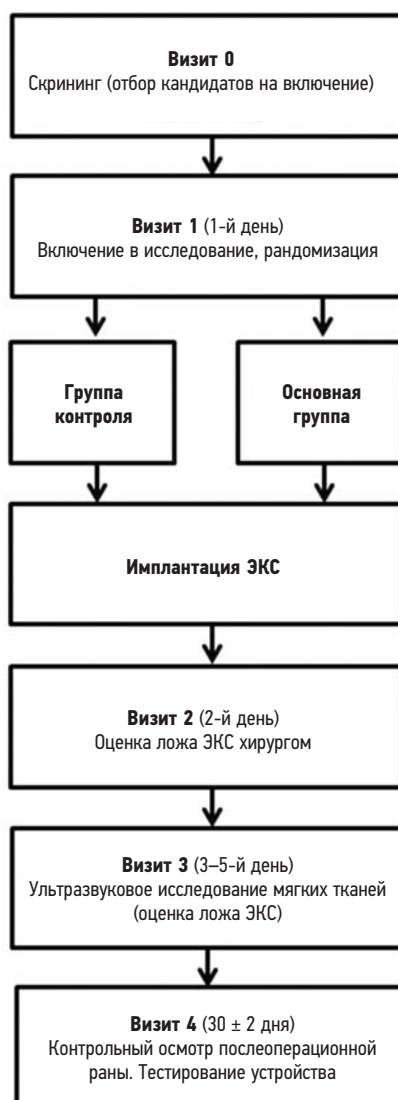 Визит 0
Скрининг (отбор кандидатов на включение)
Визит 1 (1-й день)
Включение в исследование, рандомизация
Группа
контроля
Основная
группа
Имплантация ЭКС
Визит 2 (2-й день)
Оценка ложа ЭКС хирургом
Визит 3 (3–5-й день)
Ультразвуковое исследование мягких тканей
(оценка ложа ЭКС)
Визит 4 (30 ± 2 дня)
Контрольный осмотр послеоперационной
раны. Тестирование устройства